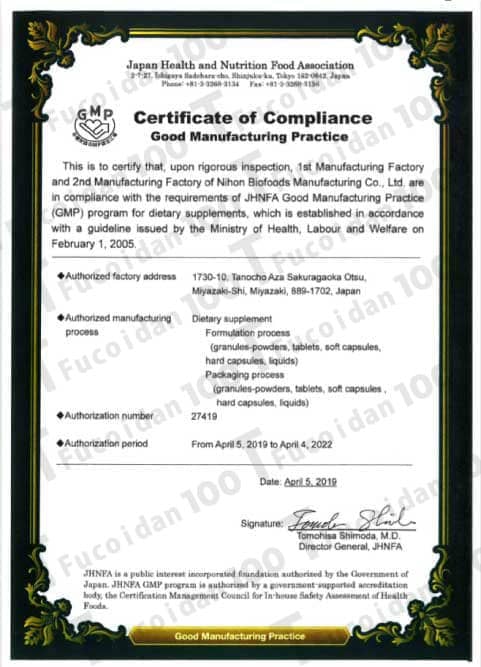 Japan Health and Nutrition Food Association
2-7-27, Ichigaya Sadohara-cho, Shinjuku-ku, Tokyo 162-0842, Japan
Phone: +81-3-3268-3134 Fax: +81-3-3268-3136
GMP
Certificate of Compliance
Good Manufacturing Practice
This is to certify that, upon rigorous inspection, 1st Manufacturing Factory
and 2nd Manufacturing Factory of Nihon Biofoods Manufacturing Co., Ltd. are
in compliance with the requirements of JHNFA Good Manufacturing Practice
(GMP) program for dietary supplements, which is established in accordance
with a guideline issued by the Ministry of Health, Labour and Welfare on
February 1, 2005.
◆Authorized factory address 1730-10, Tanocho Aza Sakuragaoka Otsu,
Miyazaki-Shi, Miyazaki, 889-1702, Japan
◆Authorized manufacturing Dietary supplement
process Formulation process
(granules-powders, tablets, soft capsules,
hard capsules, liquids)
Packaging process
(granules-powders, tablets, soft capsules ,
hard capsules, liquids)
◆Authorization number 27419
◆Authorization period From April 5, 2019 to April 4, 2022
Date: April 5, 2019
Signature:
Tomohisa Shimoda, M.D.
Director General, JHNFA
JHNFA is a public interest incorporated foundation authorized by the Government of
Japan. JHNFA GMP program is authorized by a government-supported accreditation
body, the Certification Management Council for In-house Safety Assessment of Health
Foods.
Good Manufacturing Practice
Fucoidan 100
Fucoidan 100
Fucoidan 100
Fucoidan 100